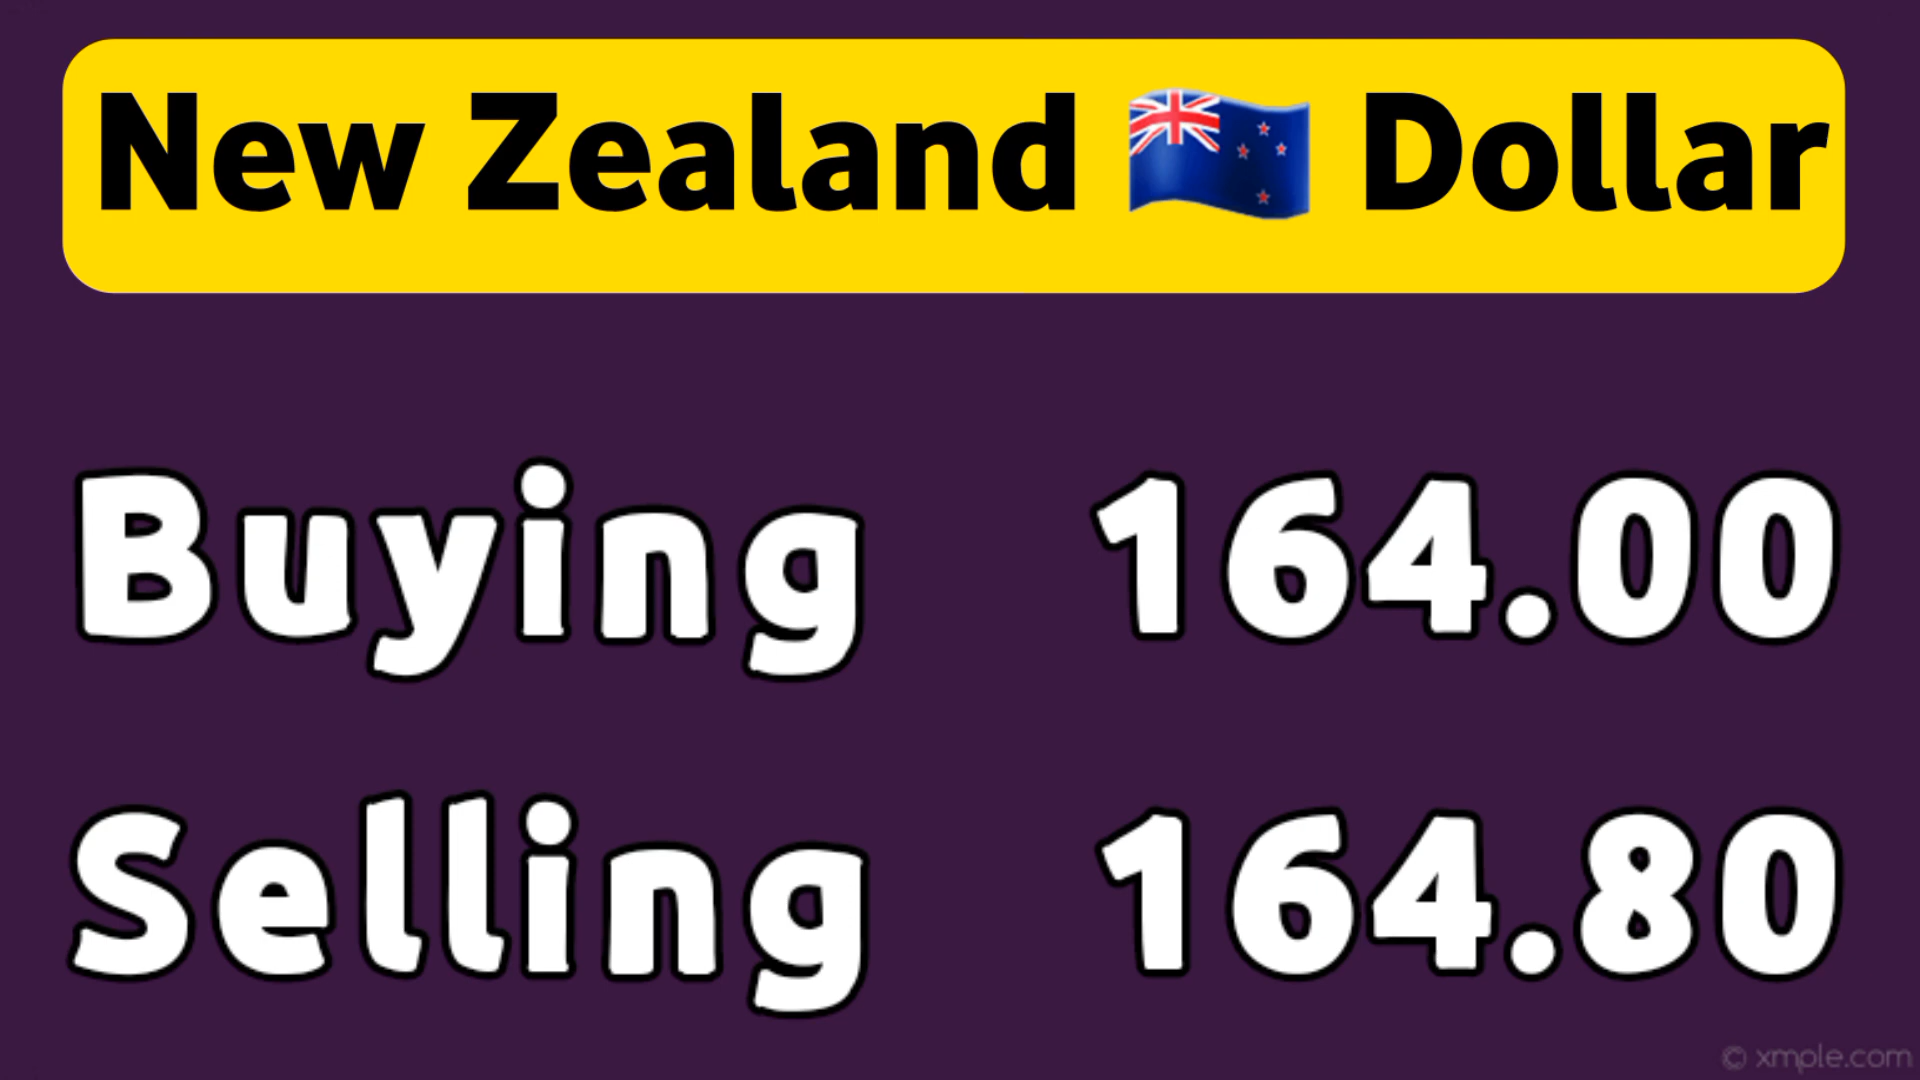 New Zealand 🇳🇿 Dollar
Buying 164.00
Selling 164.80
© xmple.com